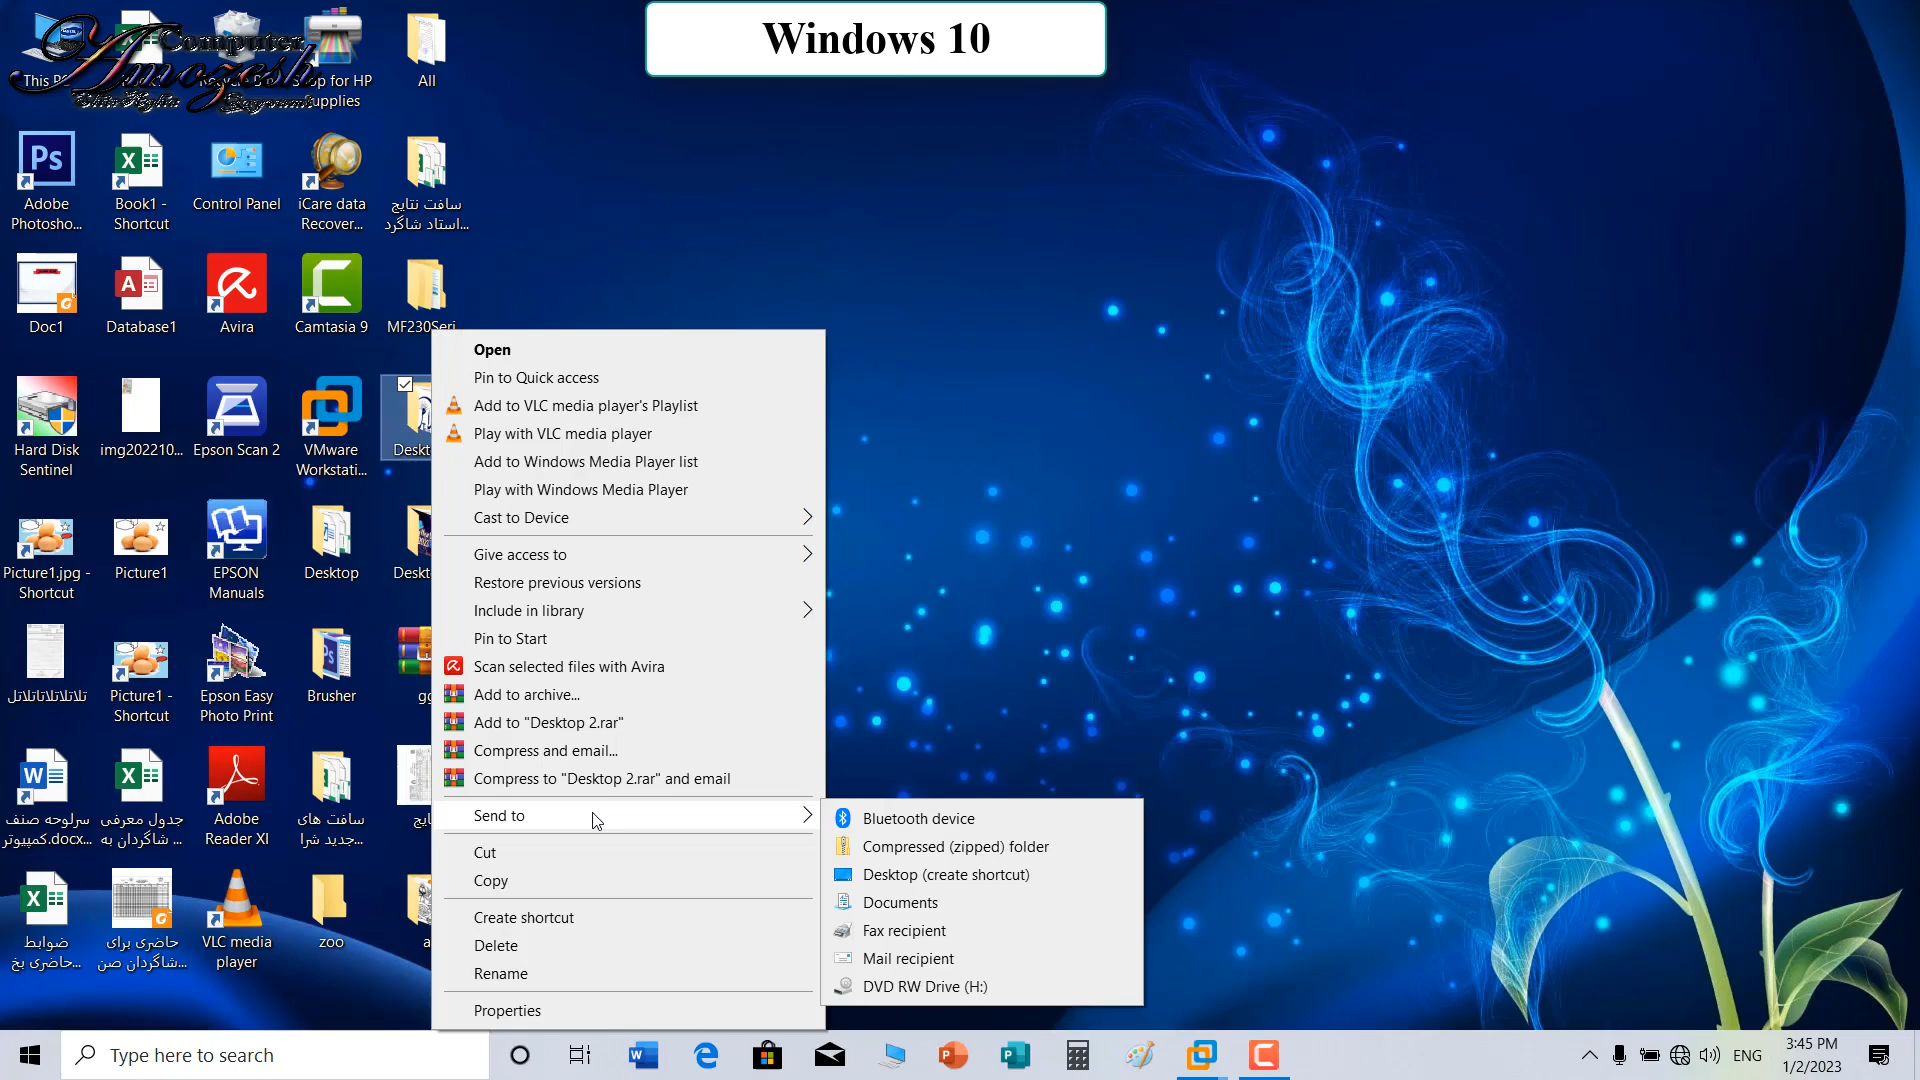 Windows 10
Computer
Amozesh
This P
p for HP
Supplies
All
Adobe
Photosho...
Book1 -
Shortcut
Control Panel
iCare data
Recover...
سافت نتایج
استاد شاگرد...
Doc1
Database1
Avira
Camtasia 9
MF230Seri
Hard Disk
Sentinel
img202210...
Epson Scan 2
VMware
Workstati...
Deskt
Picture1.jpg -
Shortcut
Picture1
EPSON
Manuals
Desktop
Deskt
تلاتلاتلاتاتلاتل
Picture1 -
Shortcut
Epson Easy
Photo Print
Brusher
gg
سرلوحه صنف
کمپیوتر.docx...
جدول معرفی
شاگردان به ...
Adobe
Reader XI
سافت های
جدید شرا...
ایج
ضوابط
حاضری بخ...
حاضری برای
شاگردان صن...
VLC media
player
zoo
a
Open
Pin to Quick access
Add to VLC media player's Playlist
Play with VLC media player
Add to Windows Media Player list
Play with Windows Media Player
Cast to Device
Give access to
Restore previous versions
Include in library
Pin to Start
Scan selected files with Avira
Add to archive...
Add to "Desktop 2.rar"
Compress and email...
Compress to "Desktop 2.rar" and email
Send to
Cut
Copy
Create shortcut
Delete
Rename
Properties
Bluetooth device
Compressed (zipped) folder
Desktop (create shortcut)
Documents
Fax recipient
Mail recipient
DVD RW Drive (H:)
Type here to search
ENG
3:45 PM
1/2/2023